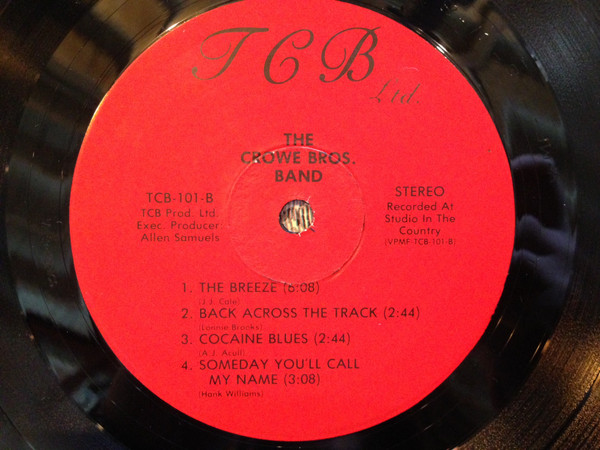 TCB
Ltd.
THE
CROWE BROS.
BAND
TCB-101-B
TCB Prod. Ltd.
Exec. Producer:
Allen Samuels
STEREO
Recorded At
Studio In The
Country
(VPMF-TCB-101-B)
1. THE BREEZE (6:08)
(J.J. Cale)
2. BACK ACROSS THE TRACK (2:44)
(Lonnie Brooks)
3. COCAINE BLUES (2:44)
(A.J. Acull)
4. SOMEDAY YOU'LL CALL
MY NAME (3:08)
(Hank Williams)